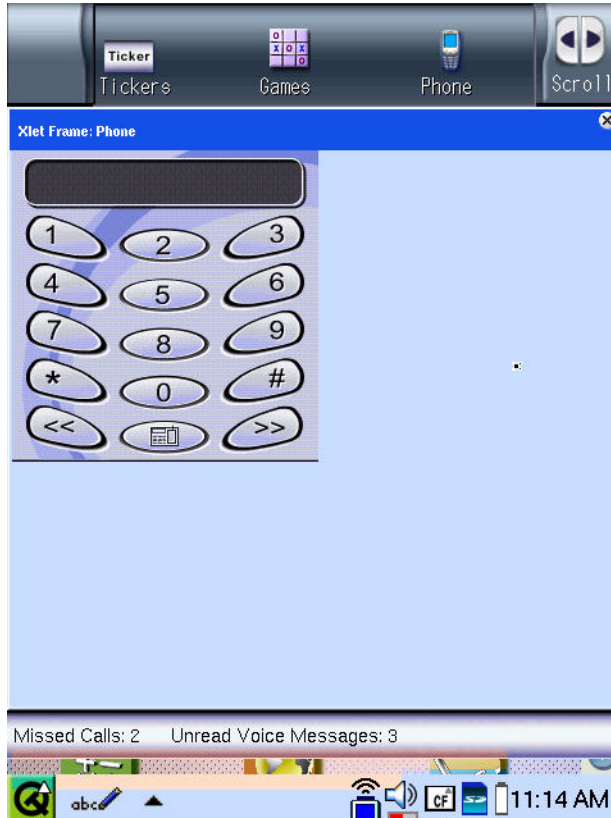 Ticker
Tickers Games Phone Scroll
Xlet Frame: Phone
1 2 3
4 5 6
7 8 9
* 0 #
<< >>
Missed Calls: 2 Unread Voice Messages: 3
abc CF SD 11:14 AM